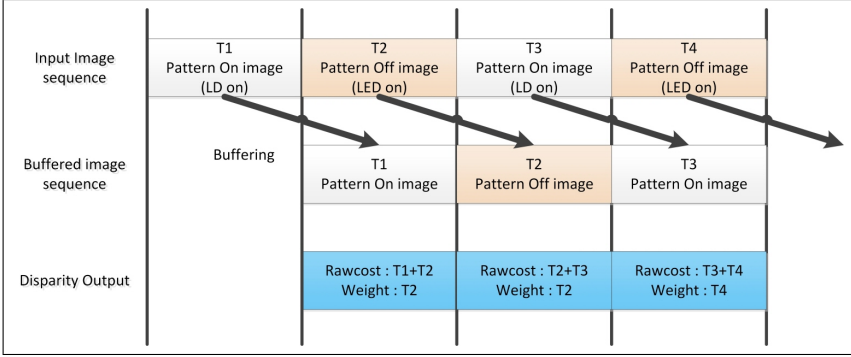 Input Image
sequence
T1
Pattern On image
(LD on)
T2
Pattern Off image
(LED on)
T3
Pattern On image
(LD on)
T4
Pattern Off image
(LED on)
Buffered image
sequence
Buffering
T1
Pattern On image
T2
Pattern Off image
T3
Pattern On image
Disparity Output
Rawcost : T1+T2
Weight : T2
Rawcost : T2+T3
Weight : T2
Rawcost : T3+T4
Weight : T4